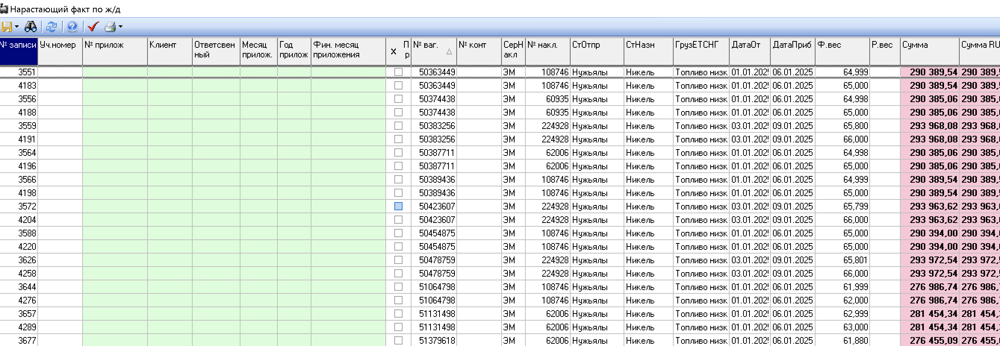 Нарастающий факт по ж/д
№ записи Уч.номер № прилож Клиент Ответсвенный Месяц прилож. Год прилож Фин. месяц приложения X Пр № ваг. № конт СерНакл № накл. СтОтпр СтНазн ГрузЕТСНГ ДатаОт ДатаПриб Ф.вес Р.вес Сумма Сумма RU
3551 50363449 ЭМ 108746 Нужьялы Никель Топливо низк 01.01.202 06.01.2025 64,999 290 389,54 290 389,
4183 50363449 ЭМ 108746 Нужьялы Никель Топливо низк 01.01.202 06.01.2025 65,000 290 389,54 290 389,
3556 50374438 ЭМ 60935 Нужьялы Никель Топливо низк 01.01.202 06.01.2025 64,998 290 385,06 290 385,
4188 50374438 ЭМ 60935 Нужьялы Никель Топливо низк 01.01.202 06.01.2025 65,000 290 385,06 290 385,
3559 50383256 ЭМ 224928 Нужьялы Никель Топливо низк 03.01.202 09.01.2025 65,800 293 968,08 293 968,
4191 50383256 ЭМ 224928 Нужьялы Никель Топливо низк 03.01.202 09.01.2025 66,000 293 968,08 293 968,
3564 50387711 ЭМ 62006 Нужьялы Никель Топливо низк 01.01.202 06.01.2025 64,998 290 385,06 290 385,
4196 50387711 ЭМ 62006 Нужьялы Никель Топливо низк 01.01.202 06.01.2025 65,000 290 385,06 290 385,
3566 50389436 ЭМ 108746 Нужьялы Никель Топливо низк 01.01.202 06.01.2025 64,999 290 389,54 290 389,
4198 50389436 ЭМ 108746 Нужьялы Никель Топливо низк 01.01.202 06.01.2025 65,000 290 389,54 290 389,
3572 50423607 ЭМ 224928 Нужьялы Никель Топливо низк 03.01.202 09.01.2025 65,799 293 963,62 293 963,
4204 50423607 ЭМ 224928 Нужьялы Никель Топливо низк 03.01.202 09.01.2025 66,000 293 963,62 293 963,
3588 50454875 ЭМ 108746 Нужьялы Никель Топливо низк 01.01.202 06.01.2025 65,000 290 394,00 290 394,
4220 50454875 ЭМ 108746 Нужьялы Никель Топливо низк 01.01.202 06.01.2025 65,000 290 394,00 290 394,
3626 50478759 ЭМ 224928 Нужьялы Никель Топливо низк 03.01.202 09.01.2025 65,801 293 972,54 293 972,
4258 50478759 ЭМ 224928 Нужьялы Никель Топливо низк 03.01.202 09.01.2025 66,000 293 972,54 293 972,
3644 51064798 ЭМ 108746 Нужьялы Никель Топливо низк 01.01.202 06.01.2025 61,999 276 986,74 276 986,
4276 51064798 ЭМ 108746 Нужьялы Никель Топливо низк 01.01.202 06.01.2025 62,000 276 986,74 276 986,
3657 51131498 ЭМ 62006 Нужьялы Никель Топливо низк 01.01.202 06.01.2025 62,999 281 454,34 281 454,
4289 51131498 ЭМ 62006 Нужьялы Никель Топливо низк 01.01.202 06.01.2025 63,000 281 454,34 281 454,
3677 51379618 ЭМ 62006 Нужьялы Никель Топливо низк 01.01.202 06.01.2025 61,880 276 455,09 276 455,